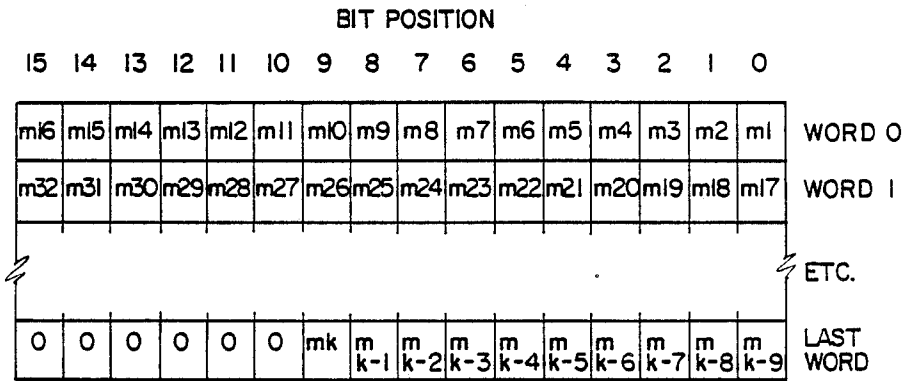 BIT POSITION
15 14 13 12 11 10 9 8 7 6 5 4 3 2 1 0
m16 m15 m14 m13 m12 m11 m10 m9 m8 m7 m6 m5 m4 m3 m2 m1 WORD 0
m32 m31 m30 m29 m28 m27 m26 m25 m24 m23 m22 m21 m20 m19 m18 m17 WORD 1
ETC.
0 0 0 0 0 0 mk m m m m m m m m m LAST
k-1 k-2 k-3 k-4 k-5 k-6 k-7 k-8 k-9 WORD